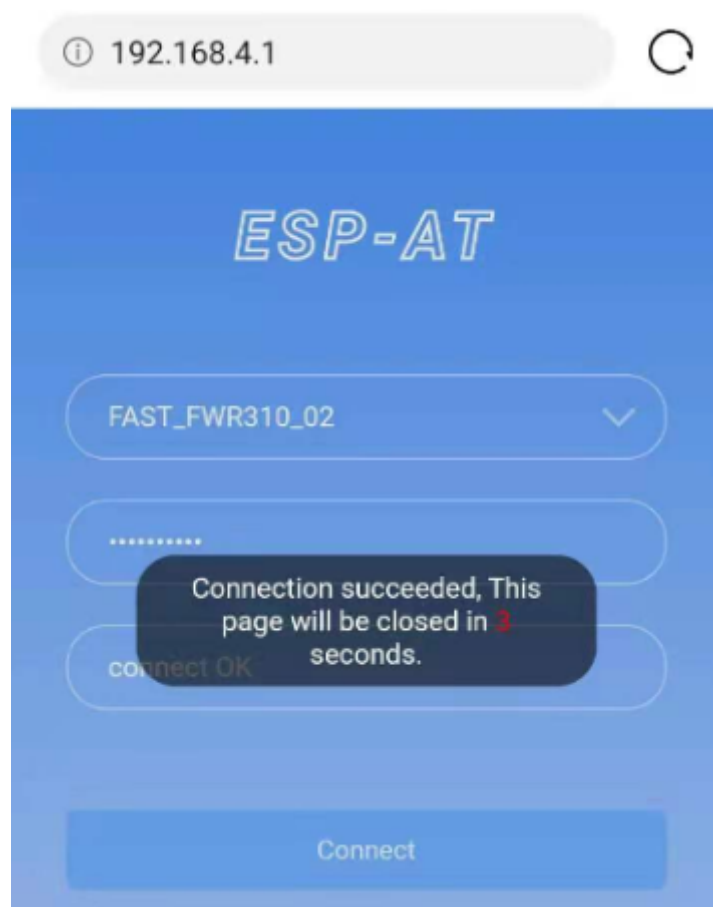 192.168.4.1
ESP-AT
FAST_FWR310_02
••••••••••
Connection succeeded, This
page will be closed in 3
seconds.
connect OK
Connect